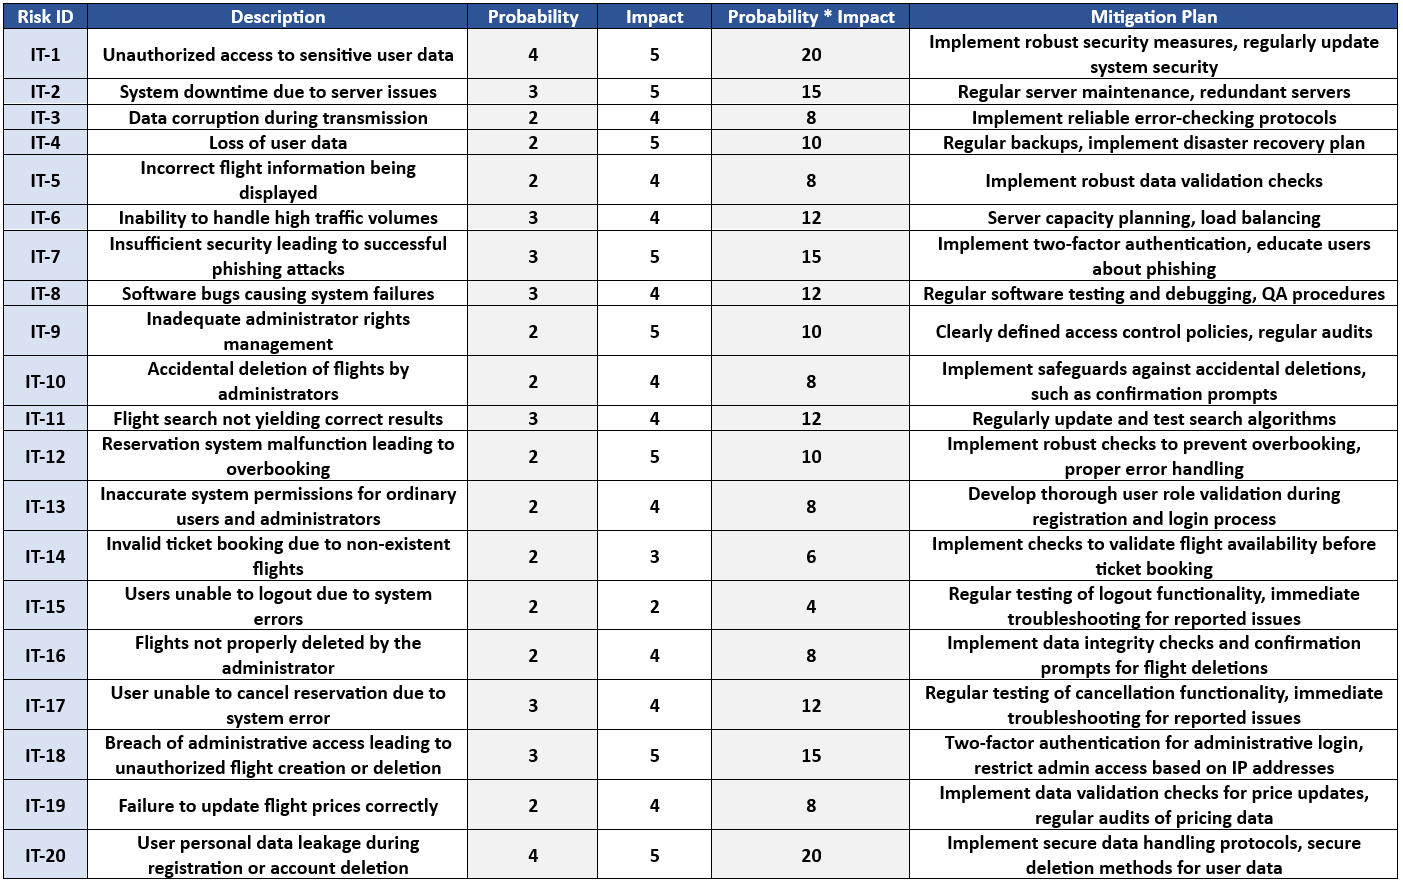 Risk ID Description Probability Impact Probability * Impact Mitigation Plan
IT-1 Unauthorized access to sensitive user data 4 5 20 Implement robust security measures, regularly update
system security
IT-2 System downtime due to server issues 3 5 15 Regular server maintenance, redundant servers
IT-3 Data corruption during transmission 2 4 8 Implement reliable error-checking protocols
IT-4 Loss of user data 2 5 10 Regular backups, implement disaster recovery plan
IT-5 Incorrect flight information being
displayed 2 4 8 Implement robust data validation checks
IT-6 Inability to handle high traffic volumes 3 4 12 Server capacity planning, load balancing
IT-7 Insufficient security leading to successful
phishing attacks 3 5 15 Implement two-factor authentication, educate users
about phishing
IT-8 Software bugs causing system failures 3 4 12 Regular software testing and debugging, QA procedures
IT-9 Inadequate administrator rights
management 2 5 10 Clearly defined access control policies, regular audits
IT-10 Accidental deletion of flights by
administrators 2 4 8 Implement safeguards against accidental deletions,
such as confirmation prompts
IT-11 Flight search not yielding correct results 3 4 12 Regularly update and test search algorithms
IT-12 Reservation system malfunction leading to
overbooking 2 5 10 Implement robust checks to prevent overbooking,
proper error handling
IT-13 Inaccurate system permissions for ordinary
users and administrators 2 4 8 Develop thorough user role validation during
registration and login process
IT-14 Invalid ticket booking due to non-existent
flights 2 3 6 Implement checks to validate flight availability before
ticket booking
IT-15 Users unable to logout due to system
errors 2 2 4 Regular testing of logout functionality, immediate
troubleshooting for reported issues
IT-16 Flights not properly deleted by the
administrator 2 4 8 Implement data integrity checks and confirmation
prompts for flight deletions
IT-17 User unable to cancel reservation due to
system error 3 4 12 Regular testing of cancellation functionality, immediate
troubleshooting for reported issues
IT-18 Breach of administrative access leading to
unauthorized flight creation or deletion 3 5 15 Two-factor authentication for administrative login,
restrict admin access based on IP addresses
IT-19 Failure to update flight prices correctly 2 4 8 Implement data validation checks for price updates,
regular audits of pricing data
IT-20 User personal data leakage during
registration or account deletion 4 5 20 Implement secure data handling protocols, secure
deletion methods for user data